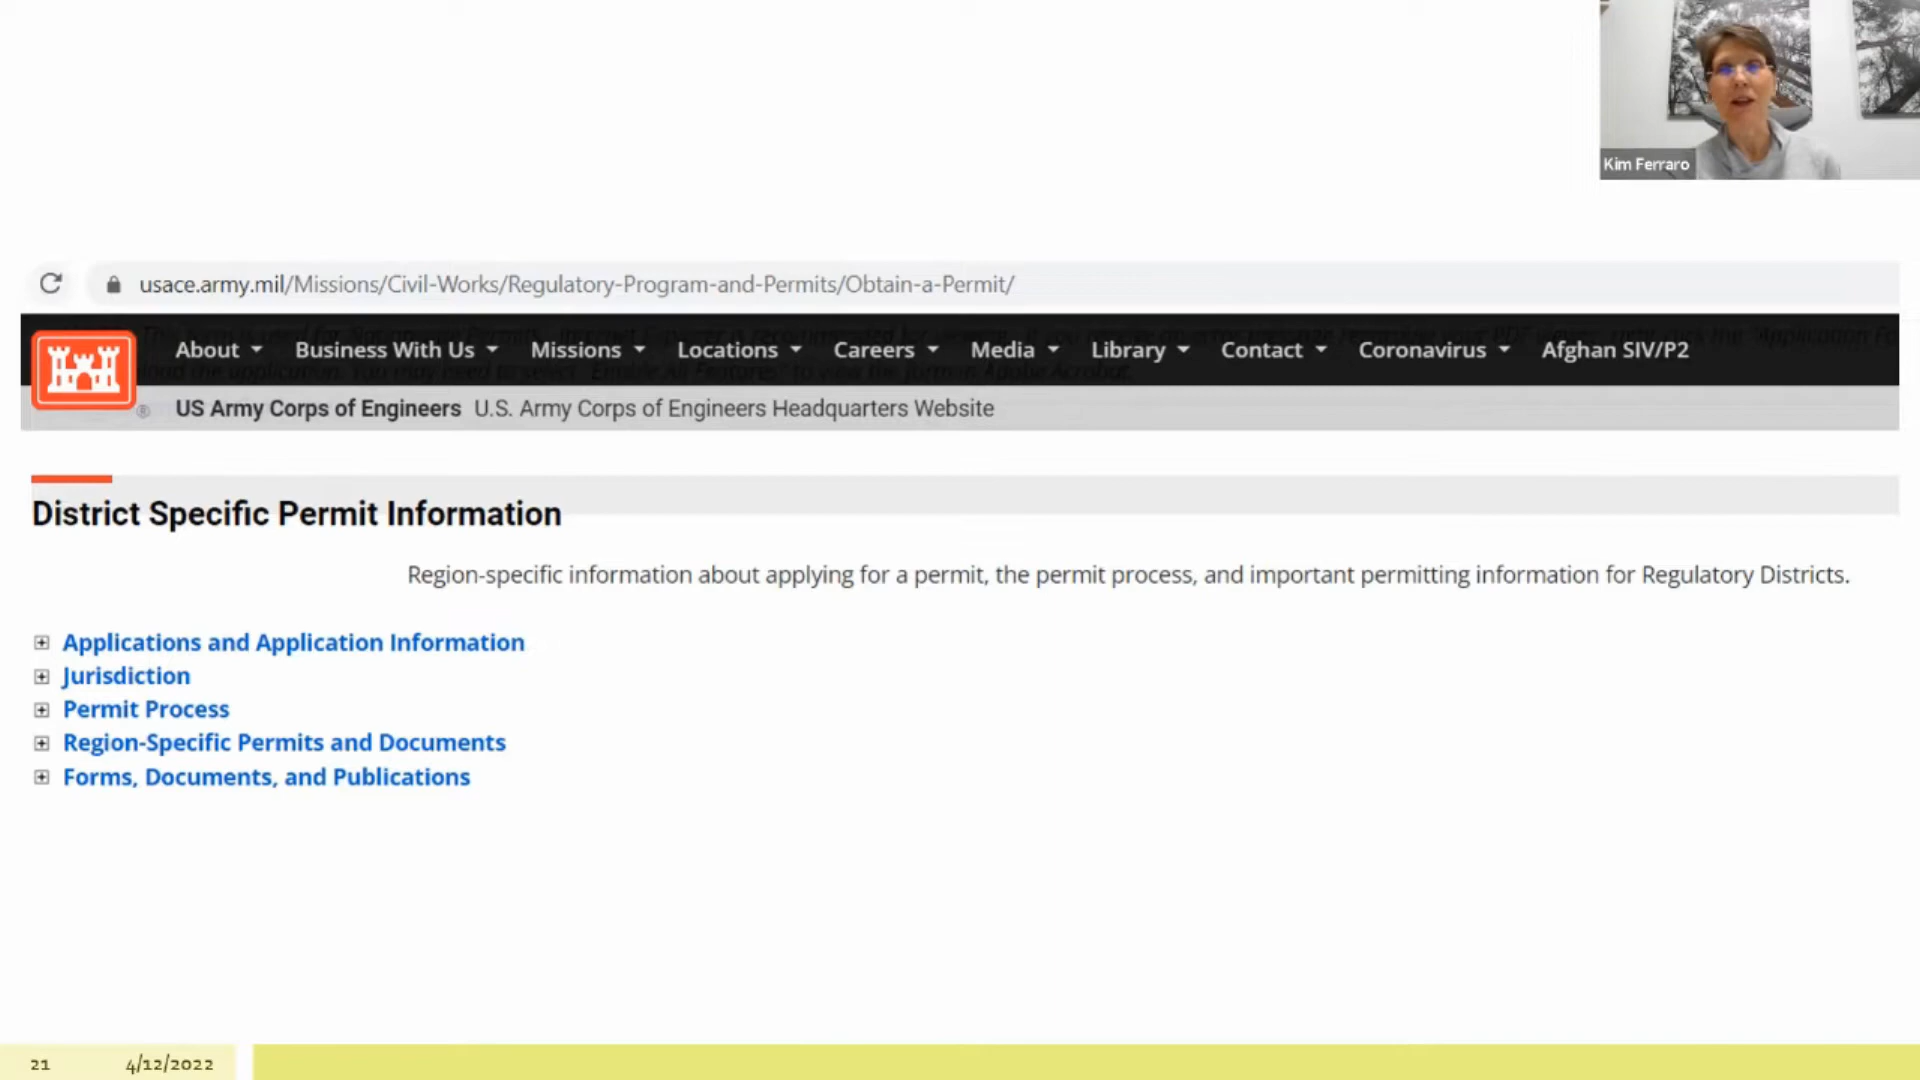 Kim Ferraro
usace.army.mil/Missions/Civil-Works/Regulatory-Program-and-Permits/Obtain-a-Permit/
About Business With Us Missions Locations Careers Media Library Contact Coronavirus Afghan SIV/P2
® US Army Corps of Engineers U.S. Army Corps of Engineers Headquarters Website
District Specific Permit Information
Region-specific information about applying for a permit, the permit process, and important permitting information for Regulatory Districts.
Applications and Application Information
Jurisdiction
Permit Process
Region-Specific Permits and Documents
Forms, Documents, and Publications
21 4/12/2022